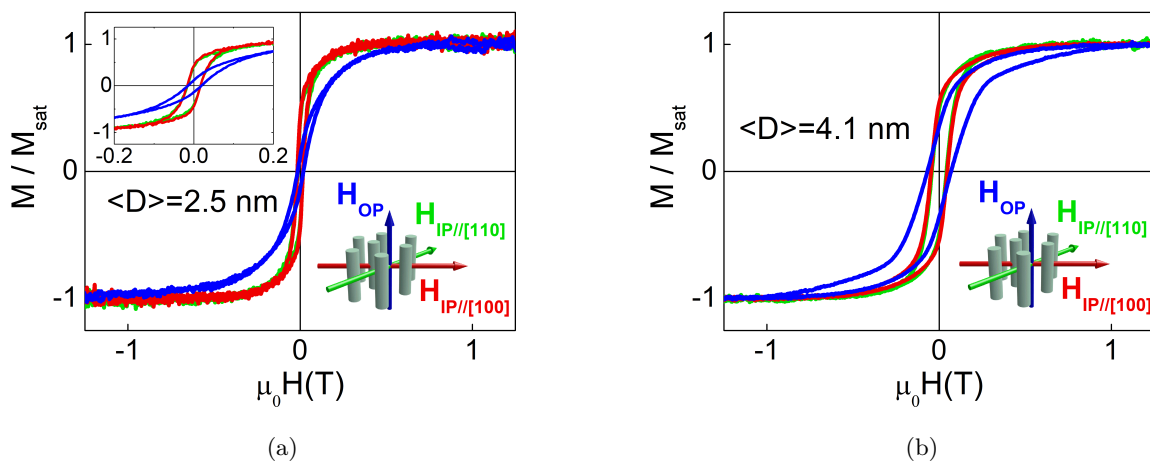 M / M_sat
1
0
-1
1
0
-1
-0.2
0.0
0.2
<D>=2.5 nm
H_OP
H_IP//[110]
H_IP//[100]
-1
0
1
μ₀H(T)
(a)
M / M_sat
1
0
-1
<D>=4.1 nm
H_OP
H_IP//[110]
H_IP//[100]
-1
0
1
μ₀H(T)
(b)